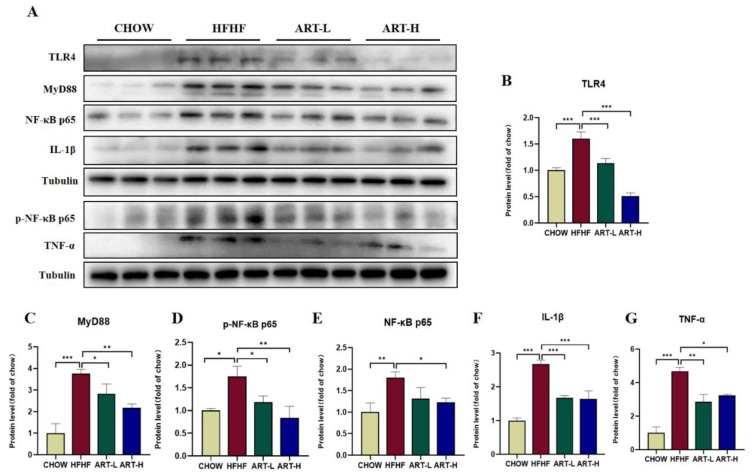 A
CHOW HFHF ART-L ART-H
TLR4
MyD88
NF-κB p65
IL-1β
Tubulin
p-NF-κB p65
TNF-α
Tubulin
B
TLR4
***
*** ***
Protein level(fold of chow)
2.0
1.5
1.0
0.5
0.0
CHOW HFHF ART-L ART-H
C
MyD88
**
*** *
Protein level(fold of chow)
5
4
3
2
1
0
CHOW HFHF ART-L ART-H
D
p-NF-κB p65
**
* *
Protein level(fold of chow)
2.5
2.0
1.5
1.0
0.5
0.0
CHOW HFHF ART-L ART-H
E
NF-κB p65
** *
Protein level(fold of chow)
2.5
2.0
1.5
1.0
0.5
0.0
CHOW HFHF ART-L ART-H
F
IL-1β
***
*** ***
Protein level(fold of chow)
3
2
1
0
CHOW HFHF ART-L ART-H
G
TNF-α
*
*** **
Protein level(fold of chow)
6
4
2
0
CHOW HFHF ART-L ART-H